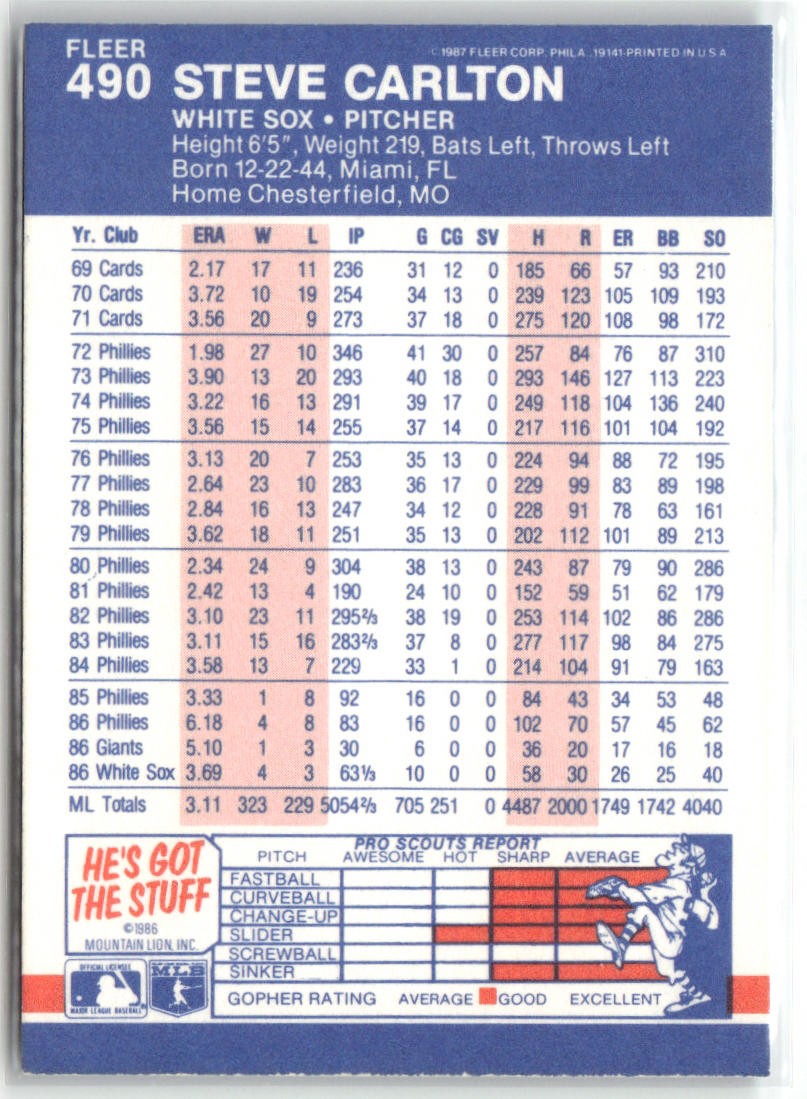 FLEER
© 1987 FLEER CORP. PHILA., 19141-PRINTED IN U S A
490 STEVE CARLTON
WHITE SOX • PITCHER
Height 6'5", Weight 219, Bats Left, Throws Left
Born 12-22-44, Miami, FL
Home Chesterfield, MO
Yr. Club ERA W L IP G CG SV H R ER BB SO
69 Cards 2.17 17 11 236 31 12 0 185 66 57 93 210
70 Cards 3.72 10 19 254 34 13 0 239 123 105 109 193
71 Cards 3.56 20 9 273 37 18 0 275 120 108 98 172
72 Phillies 1.98 27 10 346 41 30 0 257 84 76 87 310
73 Phillies 3.90 13 20 293 40 18 0 293 146 127 113 223
74 Phillies 3.22 16 13 291 39 17 0 249 118 104 136 240
75 Phillies 3.56 15 14 255 37 14 0 217 116 101 104 192
76 Phillies 3.13 20 7 253 35 13 0 224 94 88 72 195
77 Phillies 2.64 23 10 283 36 17 0 229 99 83 89 198
78 Phillies 2.84 16 13 247 34 12 0 228 91 78 63 161
79 Phillies 3.62 18 11 251 35 13 0 202 112 101 89 213
80 Phillies 2.34 24 9 304 38 13 0 243 87 79 90 286
81 Phillies 2.42 13 4 190 24 10 0 152 59 51 62 179
82 Phillies 3.10 23 11 295⅔ 38 19 0 253 114 102 86 286
83 Phillies 3.11 15 16 283⅔ 37 8 0 277 117 98 84 275
84 Phillies 3.58 13 7 229 33 1 0 214 104 91 79 163
85 Phillies 3.33 1 8 92 16 0 0 84 43 34 53 48
86 Phillies 6.18 4 8 83 16 0 0 102 70 57 45 62
86 Giants 5.10 1 3 30 6 0 0 36 20 17 16 18
86 White Sox 3.69 4 3 63⅓ 10 0 0 58 30 26 25 40
ML Totals 3.11 323 229 5054⅔ 705 251 0 4487 2000 1749 1742 4040
HE'S GOT
THE STUFF
©1986
MOUNTAIN LION, INC.
PRO SCOUTS REPORT
PITCH AWESOME HOT SHARP AVERAGE
FASTBALL
CURVEBALL
CHANGE-UP
SLIDER
SCREWBALL
SINKER
GOPHER RATING AVERAGE GOOD EXCELLENT
OFFICIAL LICENSEE
MAJOR LEAGUE BASEBALL
MLB